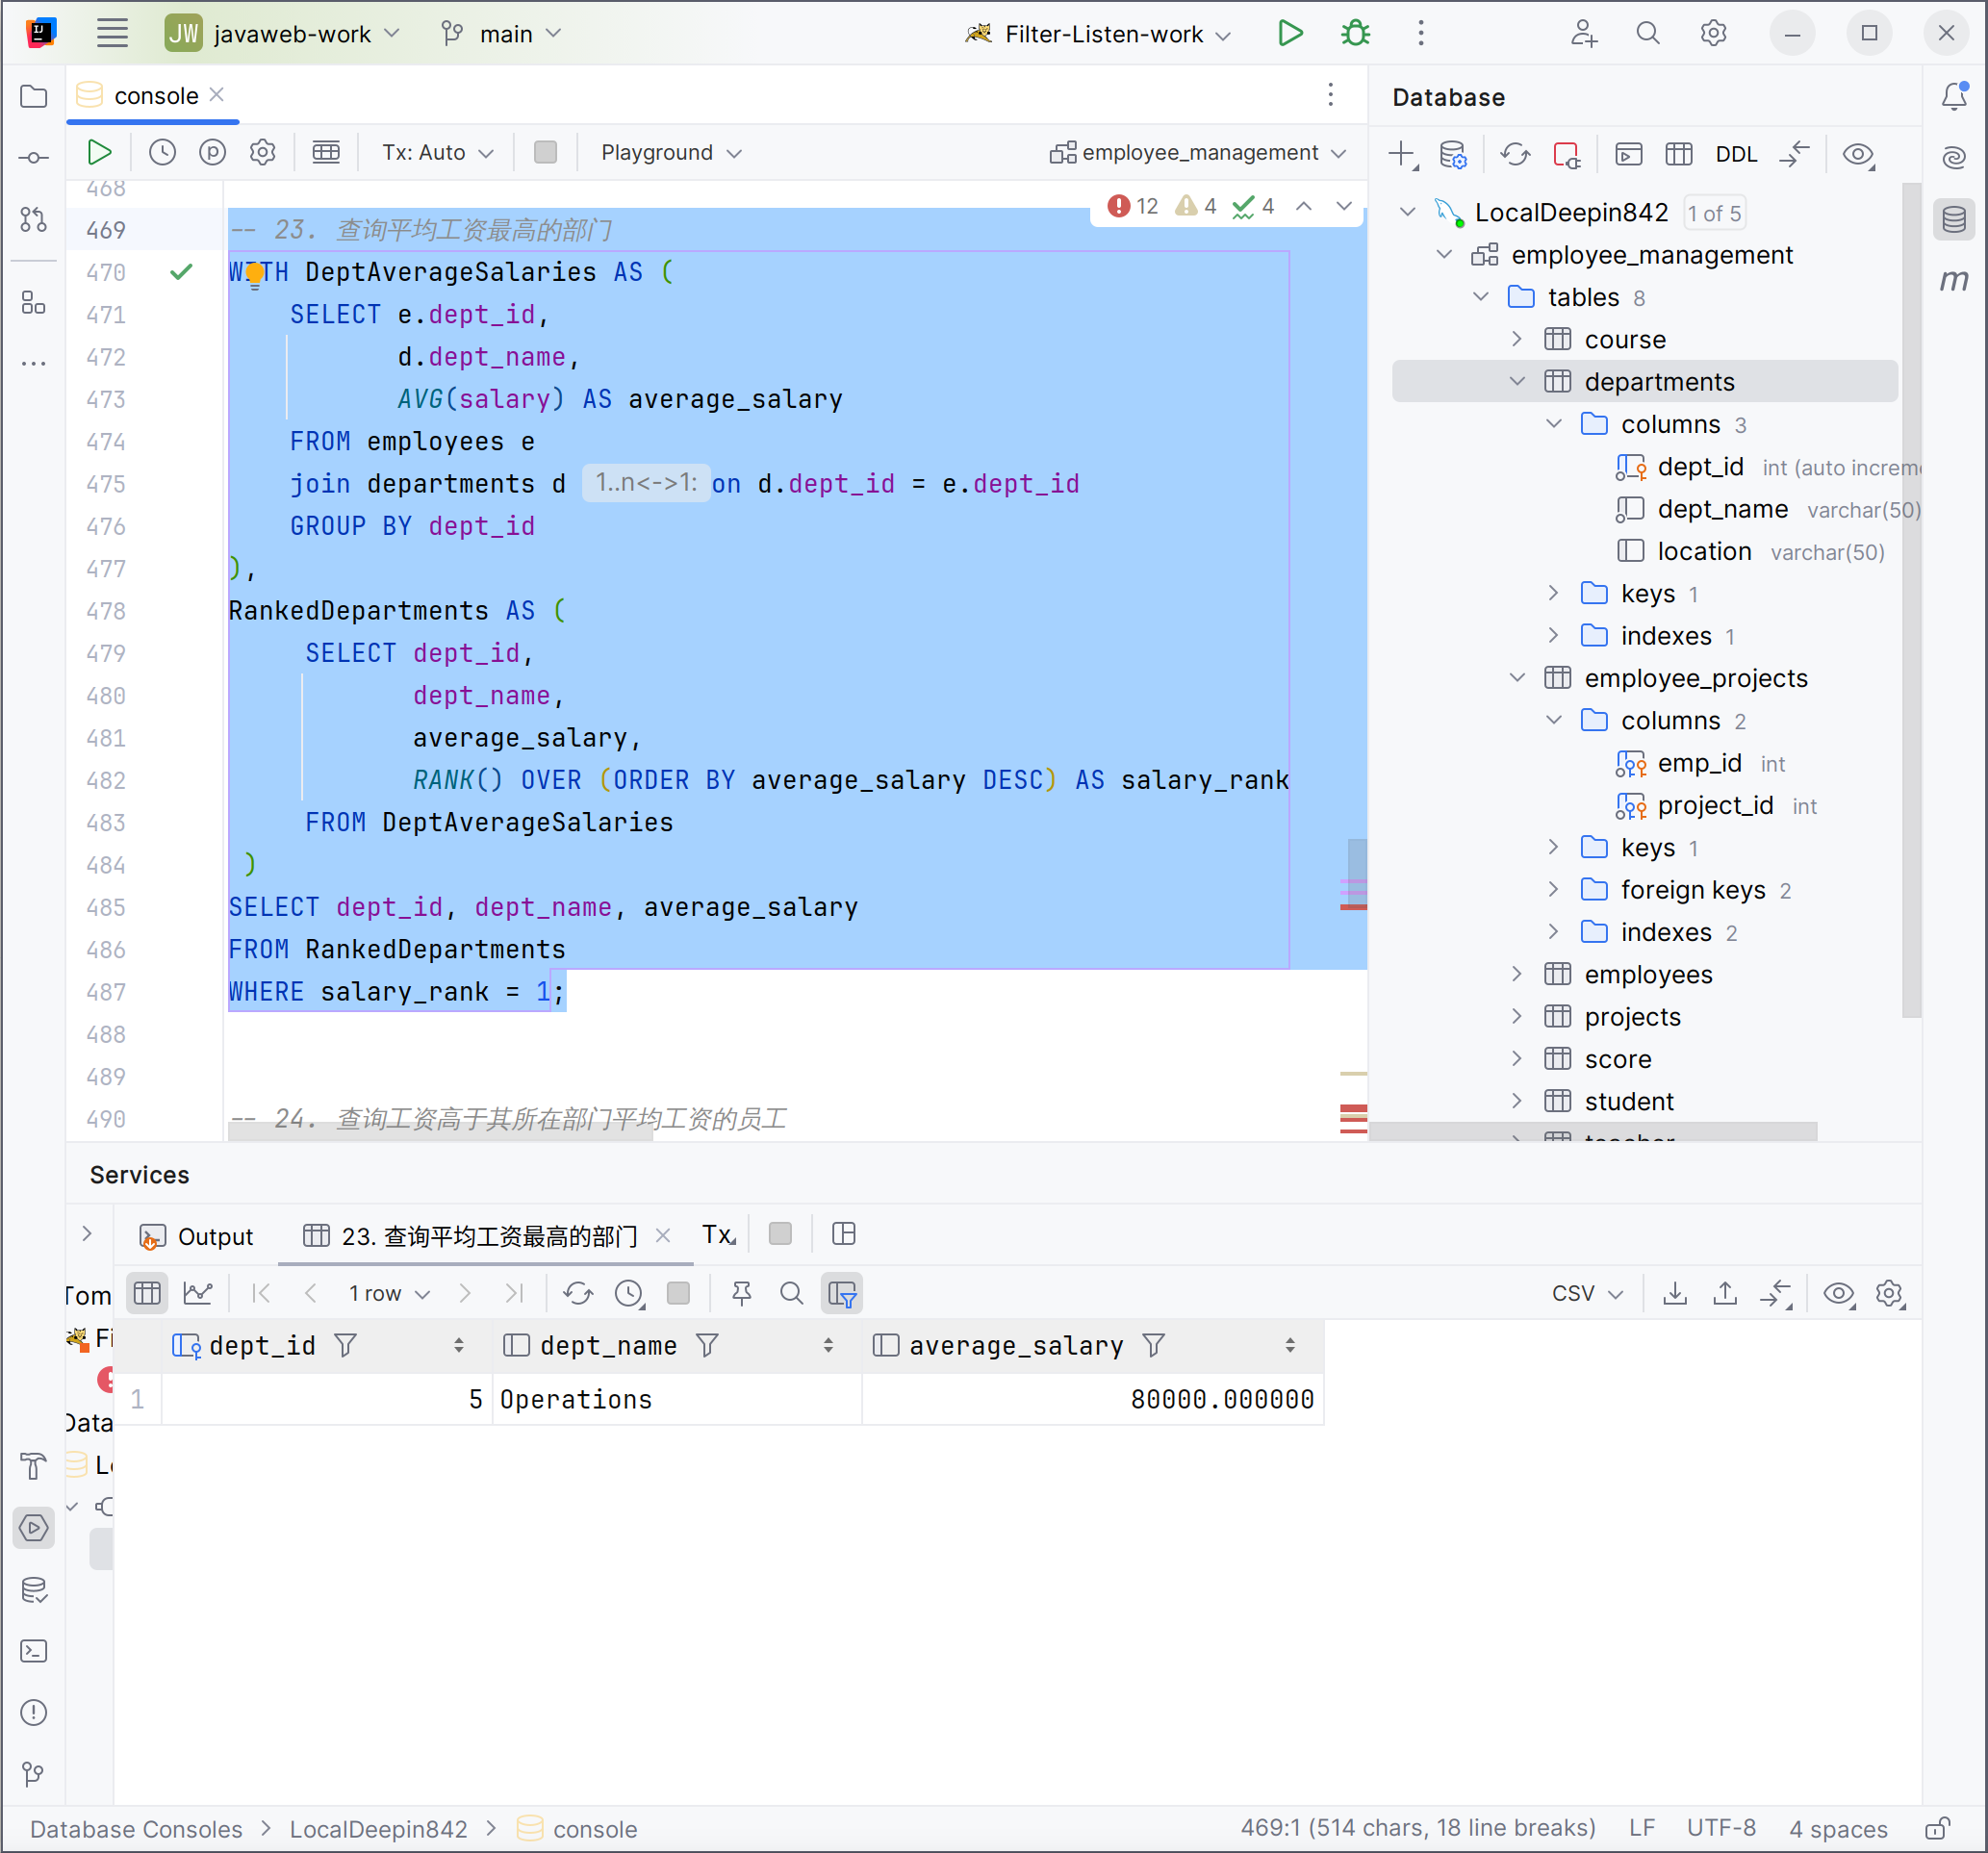 JW javaweb-work main Filter-Listen-work
console
Database
Tx: Auto Playground employee_management
DDL
468
469 -- 23. 查询平均工资最高的部门
12 4 4
470 WITH DeptAverageSalaries AS (
471 SELECT e.dept_id,
472 d.dept_name,
473 AVG(salary) AS average_salary
474 FROM employees e
475 join departments d 1..n<->1: on d.dept_id = e.dept_id
476 GROUP BY dept_id
477 ),
478 RankedDepartments AS (
479 SELECT dept_id,
480 dept_name,
481 average_salary,
482 RANK() OVER (ORDER BY average_salary DESC) AS salary_rank
483 FROM DeptAverageSalaries
484 )
485 SELECT dept_id, dept_name, average_salary
486 FROM RankedDepartments
487 WHERE salary_rank = 1;
488
489
490 -- 24. 查询工资高于其所在部门平均工资的员工
LocalDeepin842 1 of 5
employee_management
tables 8
course
departments
columns 3
dept_id int (auto increme
dept_name varchar(50)
location varchar(50)
keys 1
indexes 1
employee_projects
columns 2
emp_id int
project_id int
keys 1
foreign keys 2
indexes 2
employees
projects
score
student
teacher
m
Services
Output 23. 查询平均工资最高的部门 Tx
1 row CSV
Tom
Fi
Data
dept_id dept_name average_salary
1 5 Operations 80000.000000
Database Consoles > LocalDeepin842 > console
469:1 (514 chars, 18 line breaks) LF UTF-8 4 spaces